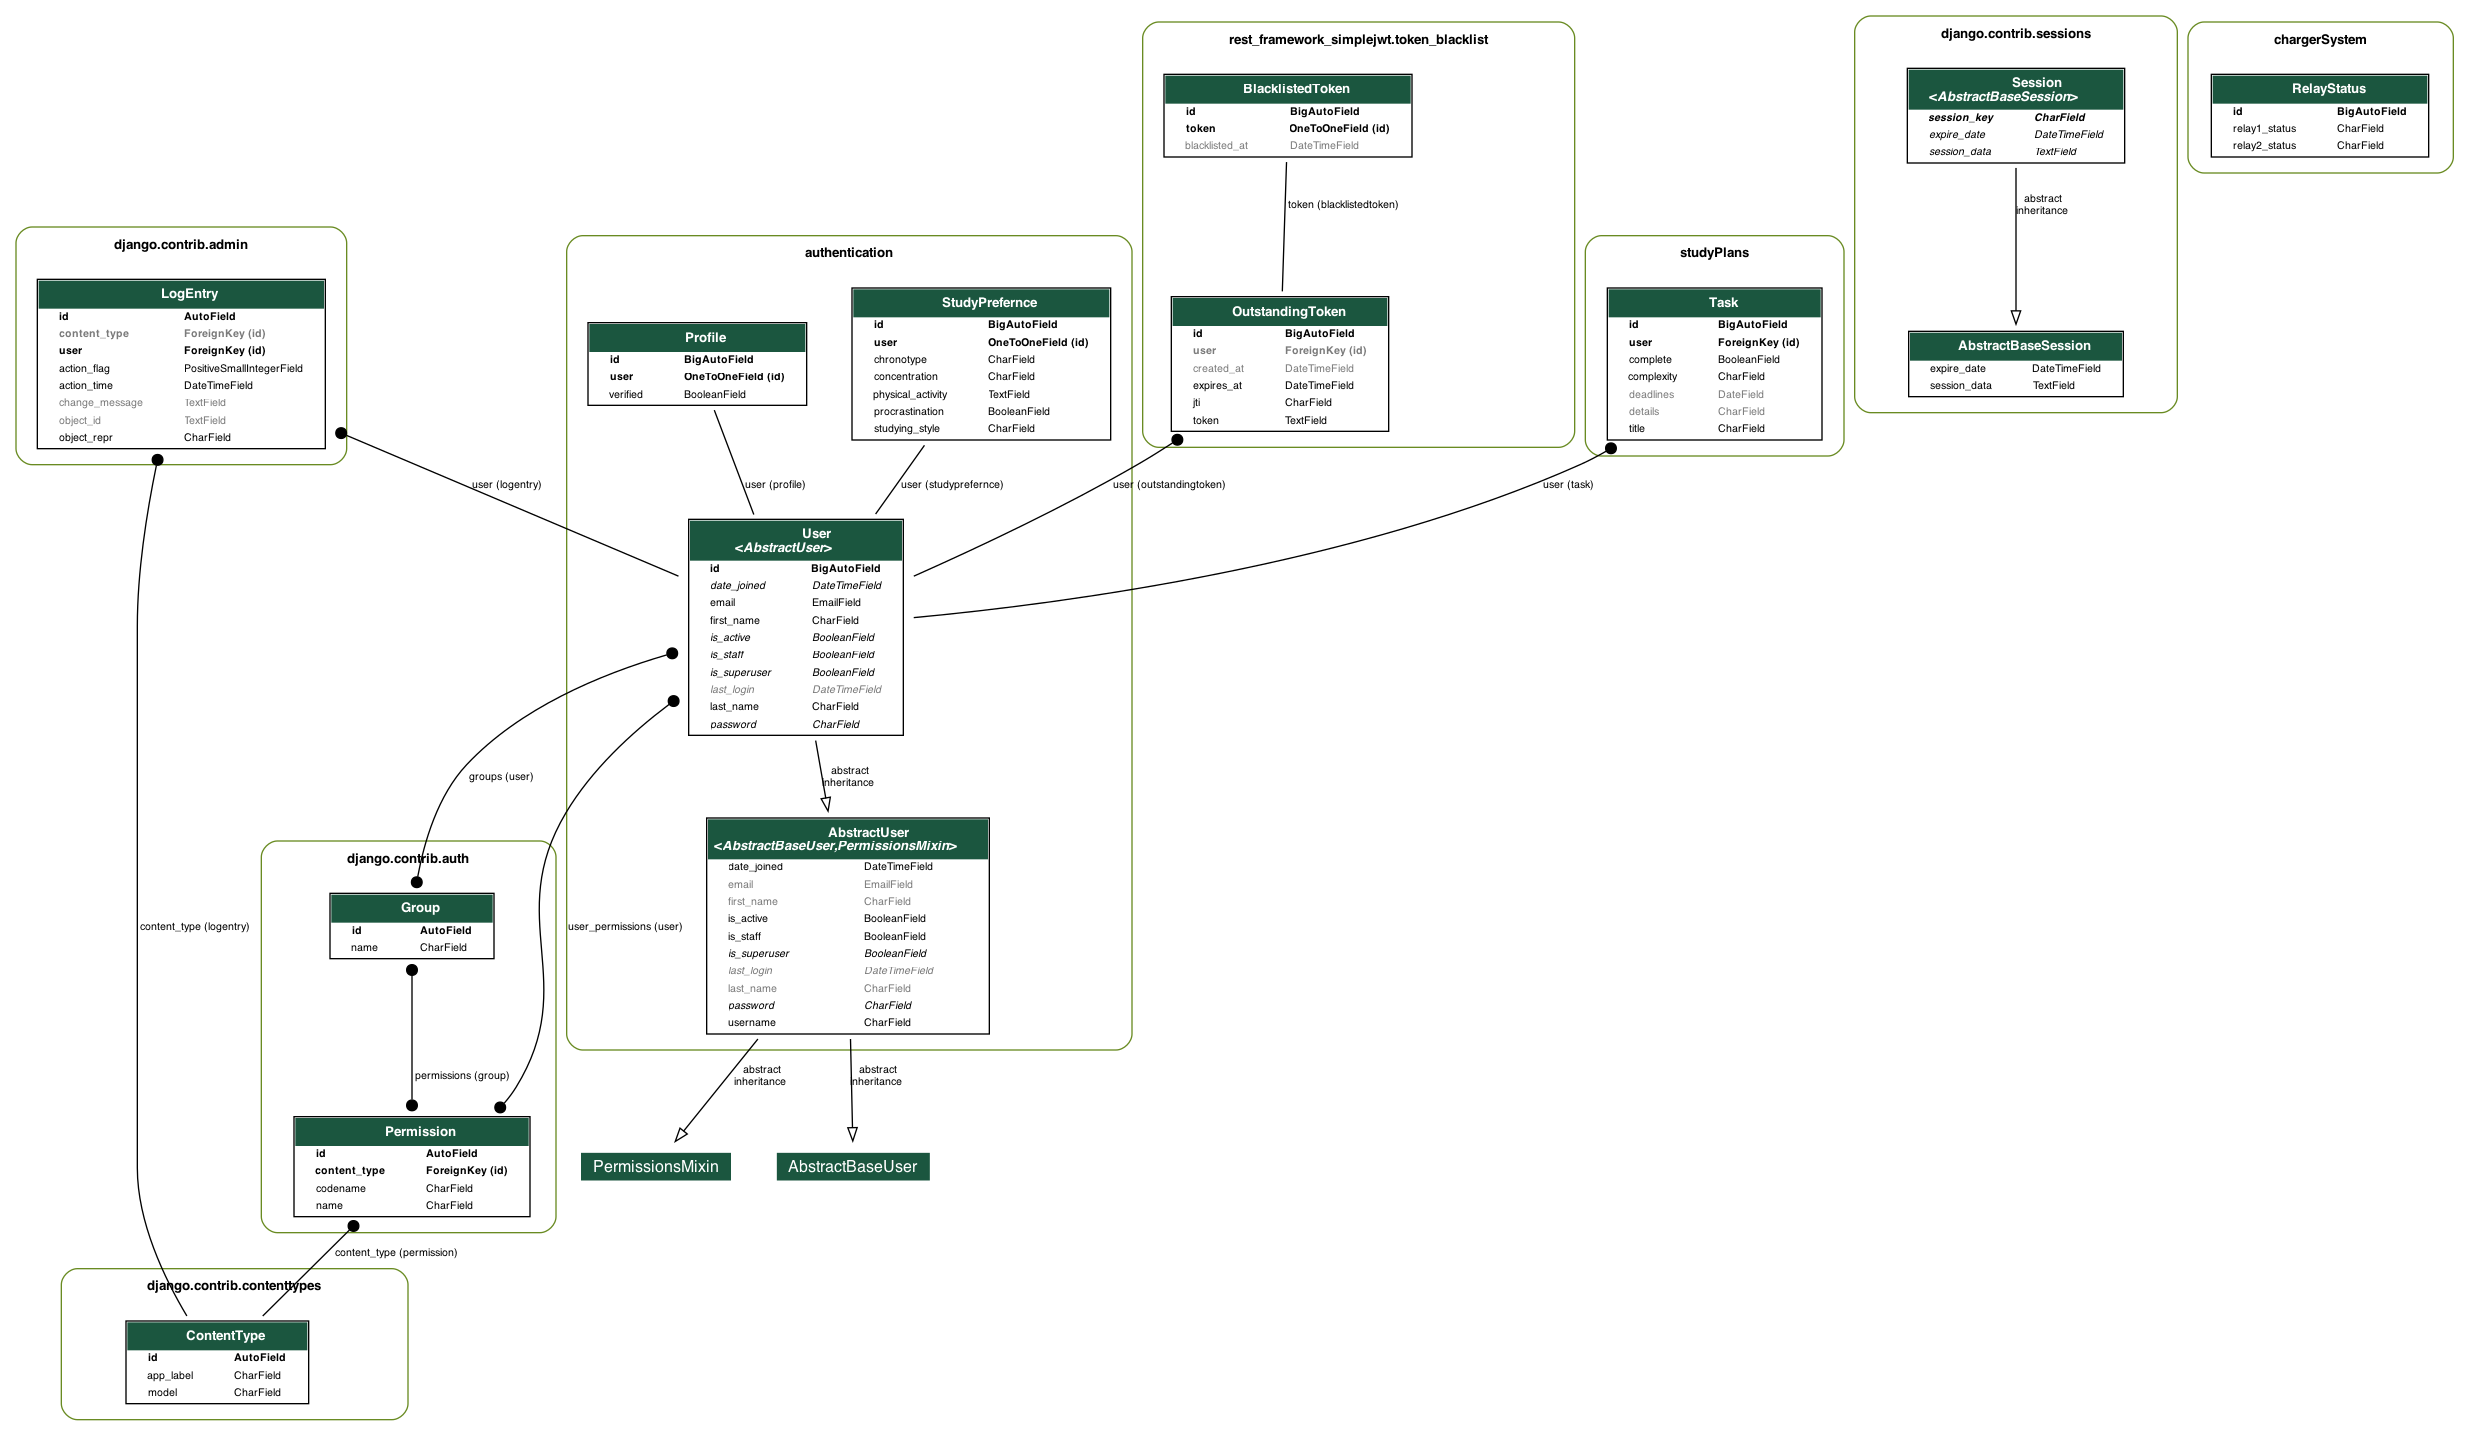 rest_framework_simplejwt.token_blacklist
BlacklistedToken
id BigAutoField
token OneToOneField (id)
blacklisted_at DateTimeField
token (blacklistedtoken)
OutstandingToken
id BigAutoField
user ForeignKey (id)
created_at DateTimeField
expires_at DateTimeField
jti CharField
token TextField
django.contrib.sessions
Session
<AbstractBaseSession>
session_key CharField
expire_date DateTimeField
session_data TextField
abstract
inheritance
AbstractBaseSession
expire_date DateTimeField
session_data TextField
chargerSystem
RelayStatus
id BigAutoField
relay1_status CharField
relay2_status CharField
django.contrib.admin
LogEntry
id AutoField
content_type ForeignKey (id)
user ForeignKey (id)
action_flag PositiveSmallIntegerField
action_time DateTimeField
change_message TextField
object_id TextField
object_repr CharField
authentication
Profile
id BigAutoField
user OneToOneField (id)
verified BooleanField
StudyPrefernce
id BigAutoField
user OneToOneField (id)
chronotype CharField
concentration CharField
physical_activity TextField
procrastination BooleanField
studying_style CharField
studyPlans
Task
id BigAutoField
user ForeignKey (id)
complete BooleanField
complexity CharField
deadlines DateField
details CharField
title CharField
user (logentry)
user (profile)
user (studyprefernce)
user (outstandingtoken)
user (task)
User
<AbstractUser>
id BigAutoField
date_joined DateTimeField
email EmailField
first_name CharField
is_active BooleanField
is_staff BooleanField
is_superuser BooleanField
last_login DateTimeField
last_name CharField
password CharField
groups (user)
abstract
inheritance
AbstractUser
<AbstractBaseUser,PermissionsMixin>
date_joined DateTimeField
email EmailField
first_name CharField
is_active BooleanField
is_staff BooleanField
is_superuser BooleanField
last_login DateTimeField
last_name CharField
password CharField
username CharField
django.contrib.auth
Group
id AutoField
name CharField
content_type (logentry)
user_permissions (user)
permissions (group)
abstract
inheritance
abstract
inheritance
Permission
id AutoField
content_type ForeignKey (id)
codename CharField
name CharField
PermissionsMixin
AbstractBaseUser
content_type (permission)
django.contrib.contenttypes
ContentType
id AutoField
app_label CharField
model CharField